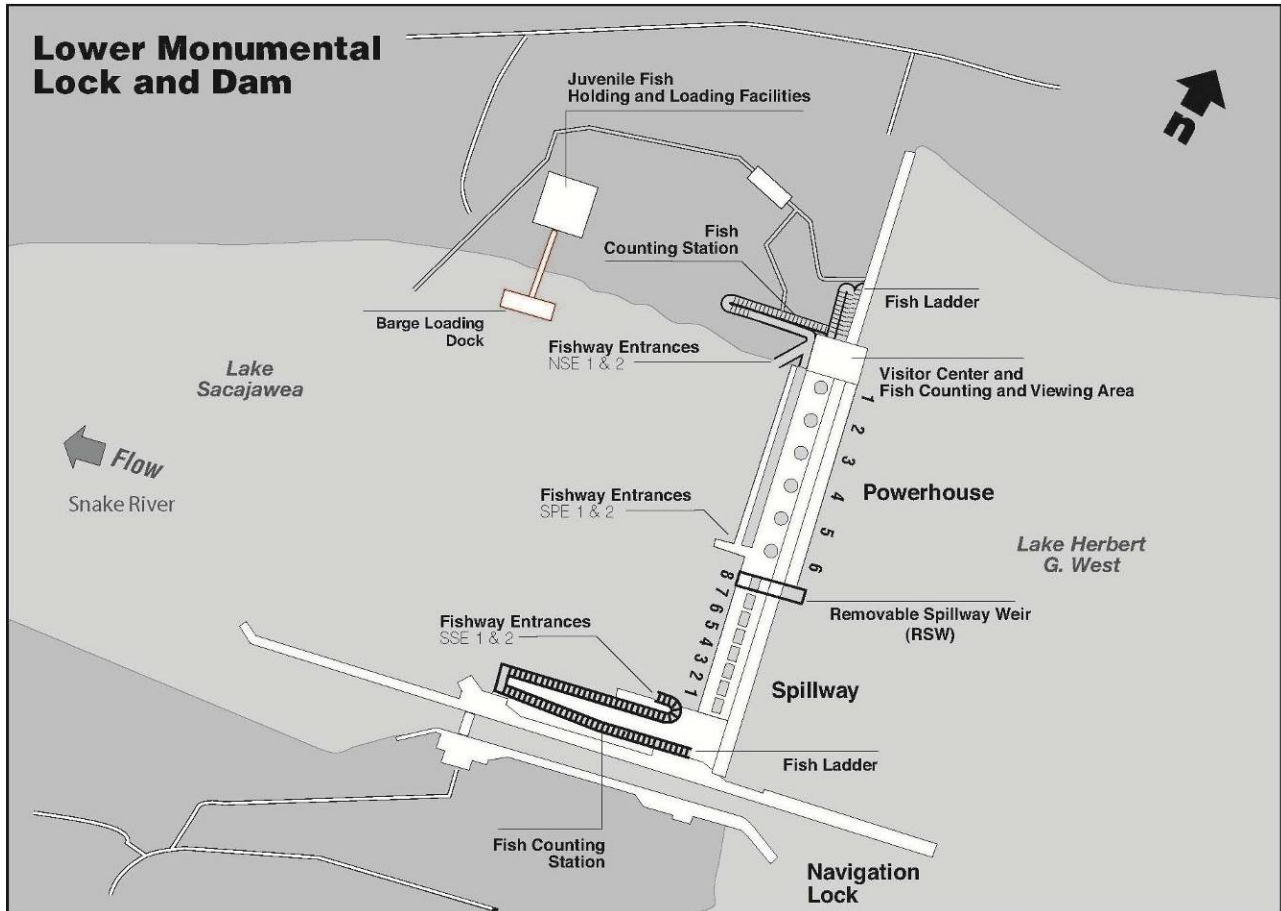 Lower Monumental
Lock and Dam
Juvenile Fish
Holding and Loading Facilities
n
Fish
Counting Station
Fish Ladder
Barge Loading
Dock
Fishway Entrances
NSE 1 & 2
Visitor Center and
Fish Counting and Viewing Area
Lake
Sacajawea
Flow
Snake River
1
2
3
4
5
6
Powerhouse
Fishway Entrances
SPE 1 & 2
Lake Herbert
G. West
8
7
6
5
4
3
2
1
Removable Spillway Weir
(RSW)
Fishway Entrances
SSE 1 & 2
Spillway
Fish Ladder
Fish Counting
Station
Navigation
Lock